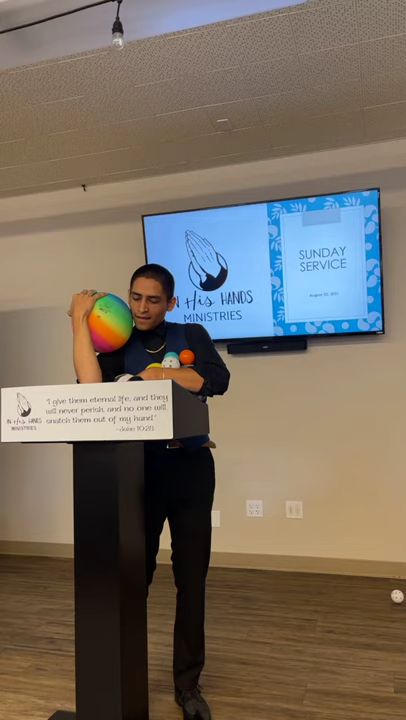 In His HANDS
MINISTRIES
SUNDAY
SERVICE
"I give them eternal life, and they
will never perish, and no one will
snatch them out of my hand."
~John 10:28
IN His HANDS
MINISTRIES